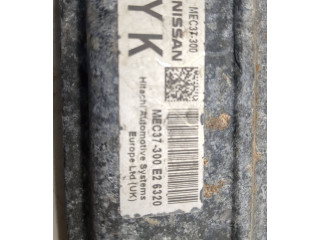 MEC37-300
NISSAN
YK
MEC37-300 E2 6320
Hitachi Automotive Systems
Europe Ltd (UK)